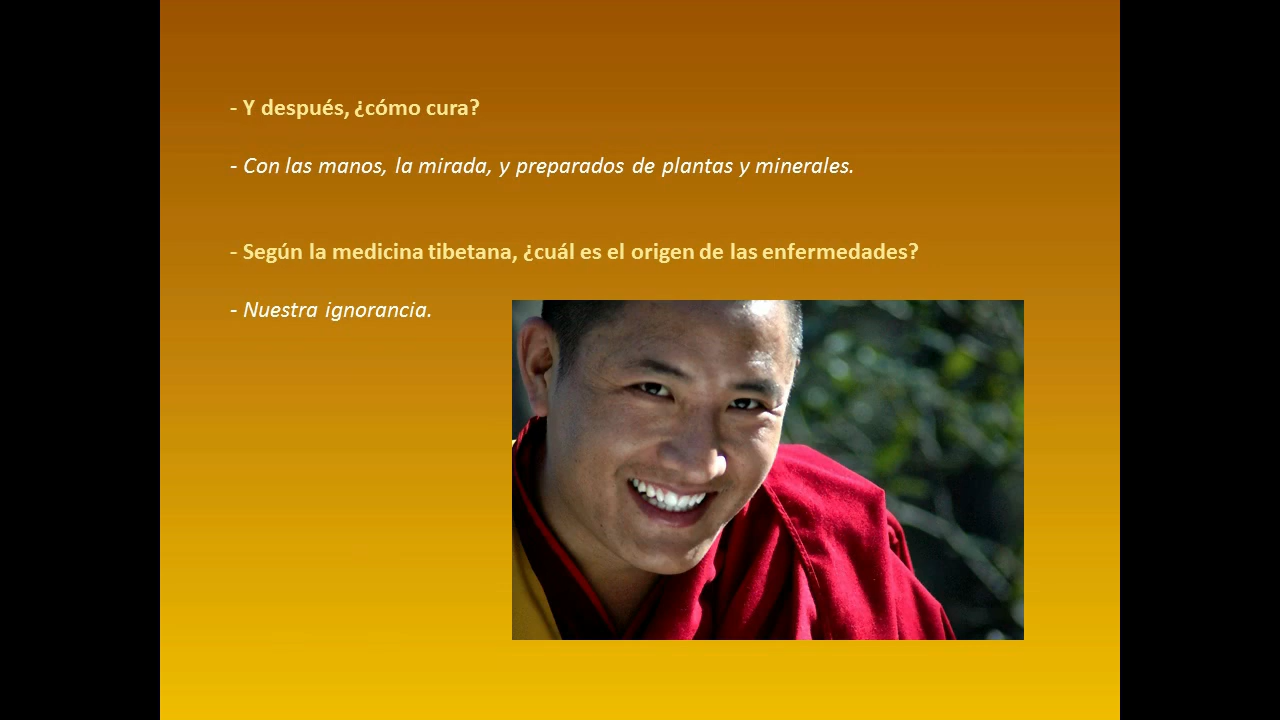 - Y después, ¿cómo cura?
- Con las manos, la mirada, y preparados de plantas y minerales.
- Según la medicina tibetana, ¿cuál es el origen de las enfermedades?
- Nuestra ignorancia.